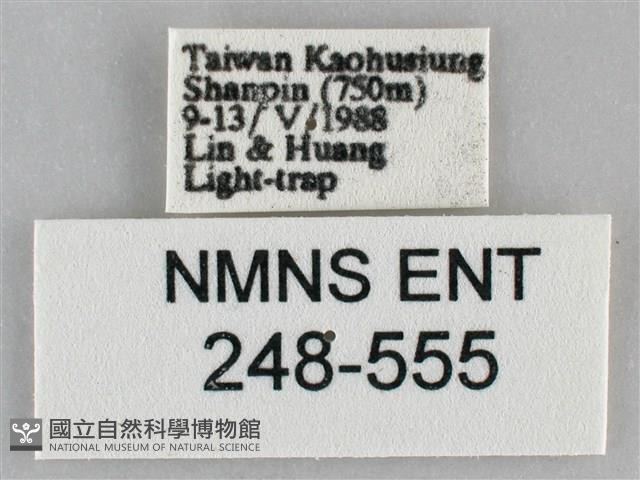 Taiwan Kaohusiung
Shanpin (750m)
9-13/ V/1988
Lin & Huang
Light-trap
NMNS ENT
248-555
國立自然科學博物館
NATIONAL MUSEUM OF NATURAL SCIENCE